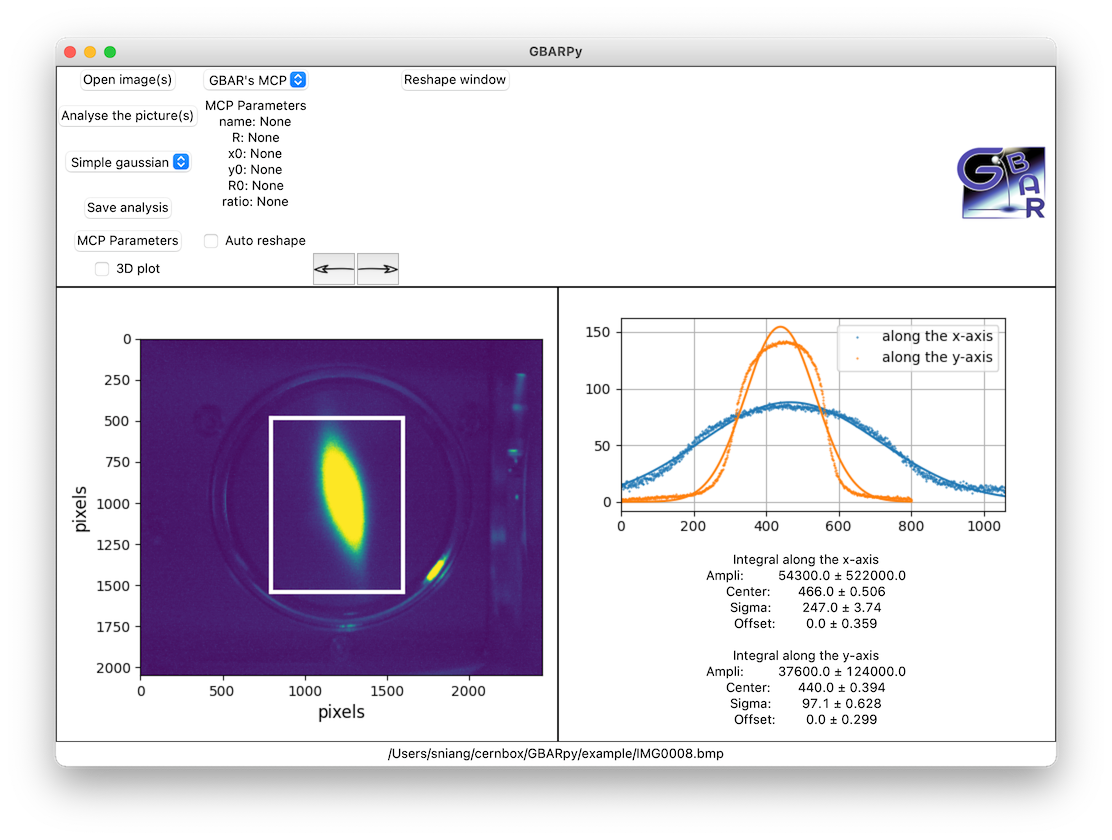 GBARPy
Open image(s)
GBAR's MCP
Reshape window
Analyse the picture(s)
MCP Parameters
name: None
R: None
x0: None
y0: None
R0: None
ratio: None
Simple gaussian
Save analysis
MCP Parameters
Auto reshape
3D plot
GBAR
0
250
500
750
1000
1250
1500
1750
2000
pixels
0 500 1000 1500 2000
pixels
150
100
50
0
along the x-axis
along the y-axis
0 200 400 600 800 1000
Integral along the x-axis
Ampli: 54300.0 ± 522000.0
Center: 466.0 ± 0.506
Sigma: 247.0 ± 3.74
Offset: 0.0 ± 0.359
Integral along the y-axis
Ampli: 37600.0 ± 124000.0
Center: 440.0 ± 0.394
Sigma: 97.1 ± 0.628
Offset: 0.0 ± 0.299
/Users/sniang/cernbox/GBARpy/example/IMG0008.bmp